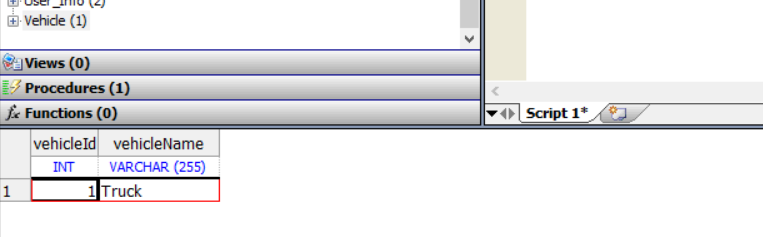 User_Info (2)
Vehicle (1)
Views (0)
Procedures (1)
fx Functions (0)
Script 1*
vehicleId vehicleName
INT VARCHAR (255)
1 1 Truck